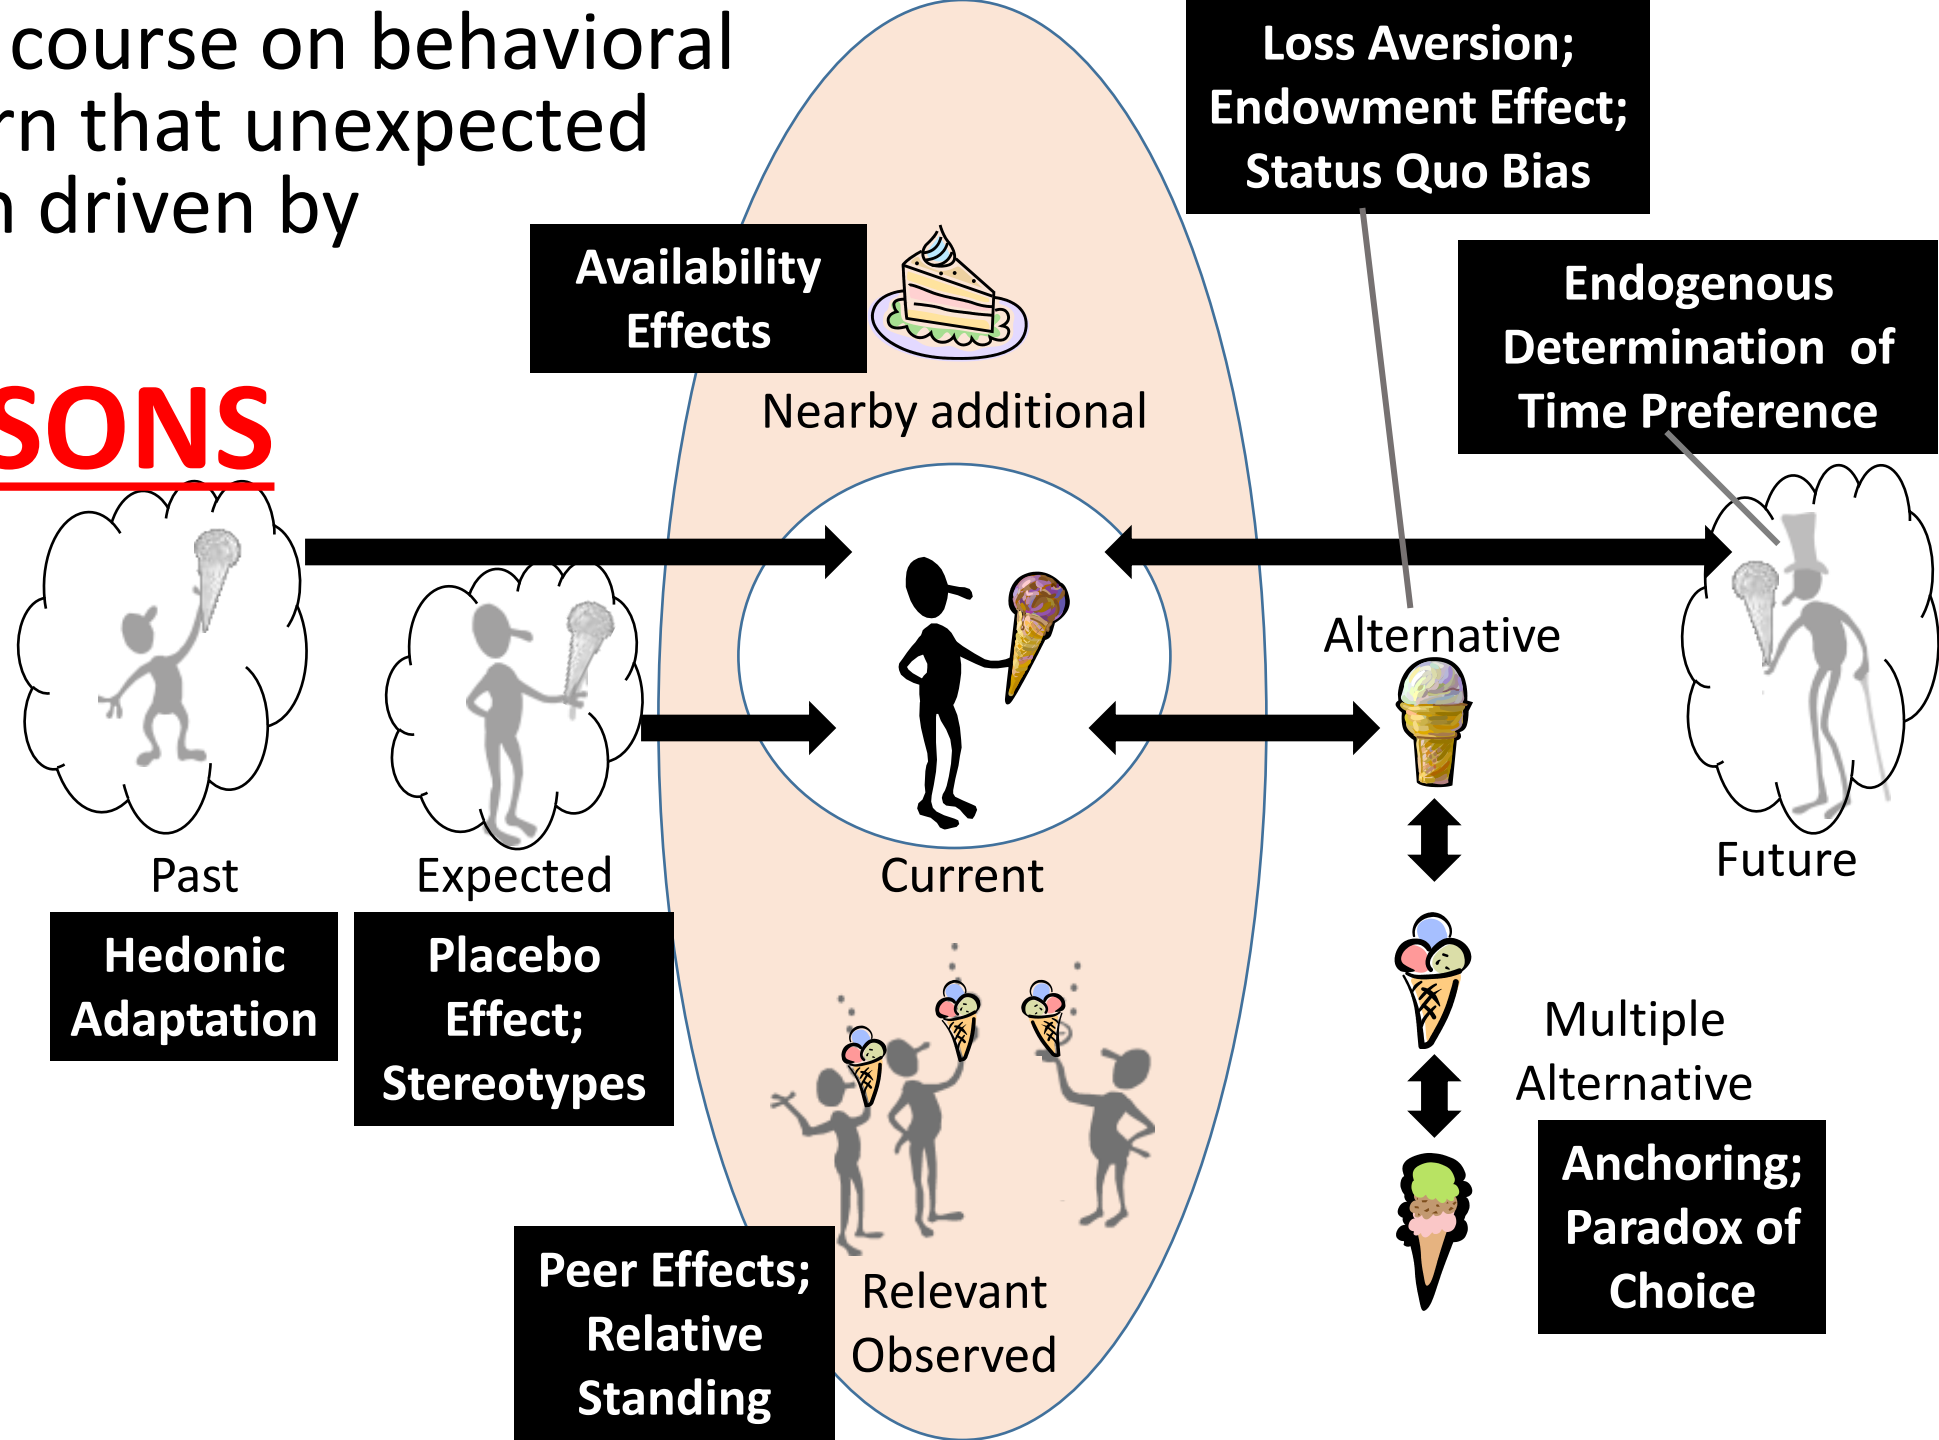 course on behavioral
rn that unexpected
n driven by
SONS
Loss Aversion;
Endowment Effect;
Status Quo Bias
Availability
Effects
Endogenous
Determination of
Time Preference
Nearby additional
Alternative
Past
Expected
Current
Future
Hedonic
Adaptation
Placebo
Effect;
Stereotypes
Multiple
Alternative
Anchoring;
Paradox of
Choice
Peer Effects;
Relative
Standing
Relevant
Observed